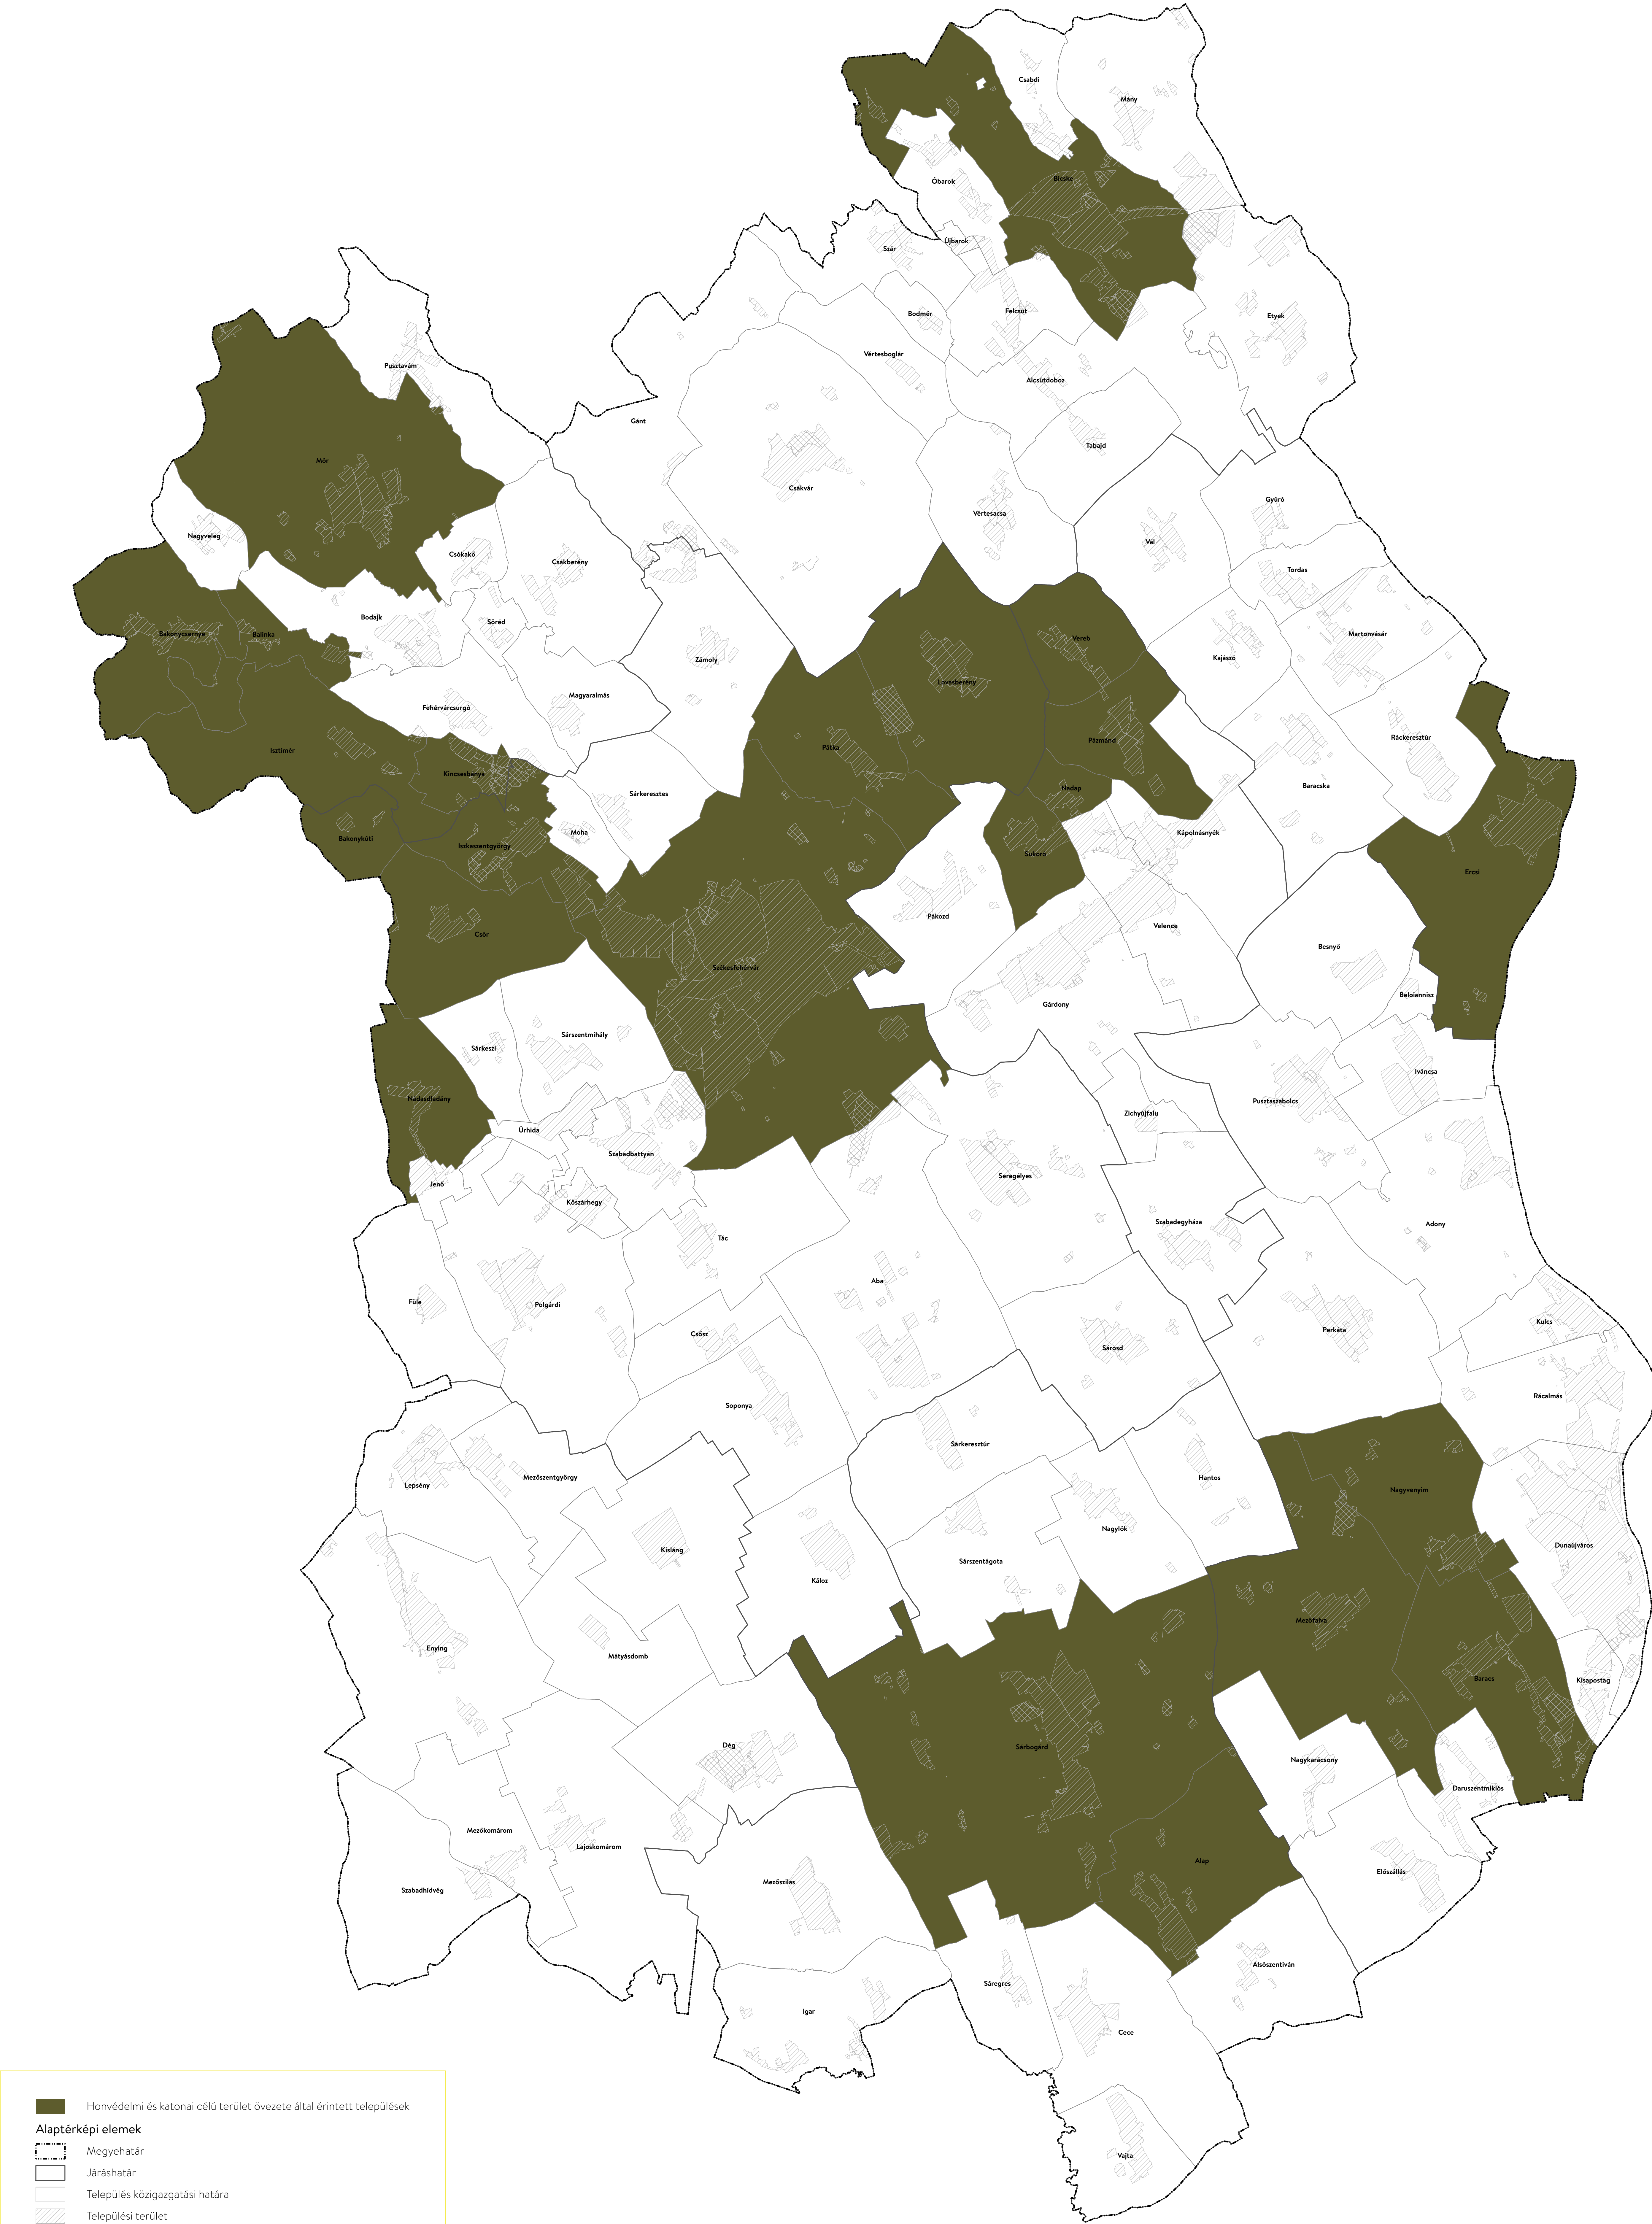 Csabdi
Mány
Bicske
Óbarok
Újbarok
Szár
Etyek
Felcsút
Bodmér
Vértesboglár
Pusztavám
Alcsútdoboz
Gánt
Tabajd
Mór
Csákvár
Gyúró
Vértesacsa
Nagyveleg
Vál
Csókakő
Csákberény
Tordas
Bodajk
Söréd
Bakonycsernye
Balinka
Martonvásár
Vereb
Kajászó
Zámoly
Lovasberény
Magyaralmás
Fehérvárcsurgó
Ráckeresztúr
Pázmánd
Pátka
Isztimér
Kincsesbánya
Baracska
Nadap
Sárkeresztes
Moha
Kápolnásnyék
Bakonykúti
Iszkaszentgyörgy
Sukoró
Ercsi
Pákozd
Velence
Csór
Besnyő
Székesfehérvár
Beloiannisz
Gárdony
Sárszentmihály
Sárkeszi
Iváncsa
Nádasdladány
Pusztaszabolcs
Zichyújfalu
Úrhida
Szabadbattyán
Seregélyes
Jenő
Kőszárhegy
Szabadegyháza
Adony
Tác
Aba
Füle
Polgárdi
Kulcs
Perkáta
Csősz
Sárosd
Rácalmás
Soponya
Sárkeresztúr
Mezőszentgyörgy
Hantos
Lepsény
Nagyvenyim
Nagylók
Dunaújváros
Kisláng
Sárszentágota
Káloz
Mezőfalva
Enying
Mátyásdomb
Baracs
Kisapostag
Dég
Sárbogárd
Nagykarácsony
Daruszentmiklós
Mezőkomárom
Lajoskomárom
Alap
Előszállás
Mezőszilas
Szabadhídvég
Alsószentiván
Sáregres
Igar
Cece
Vajta
Honvédelmi és katonai célú terület övezete által érintett települések
Alaptérképi elemek
Megyehatár
Járáshatár
Település közigazgatási határa
Települési terület